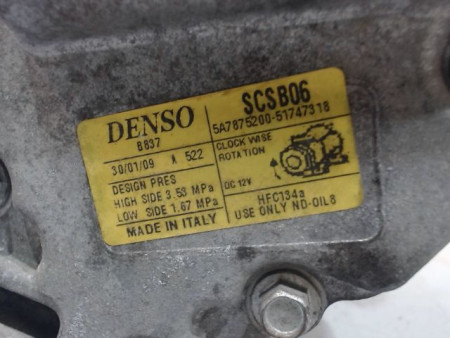 DENSO
8837
30/01/09 X 522
DESIGN PRES
HIGH SIDE 3.53 MPa
LOW SIDE 1.67 MPa
MADE IN ITALY
SCSB06
5A7875200-51747318
CLOCK WISE
ROTATION
DC 12V
HFC134a
USE ONLY ND-OIL8